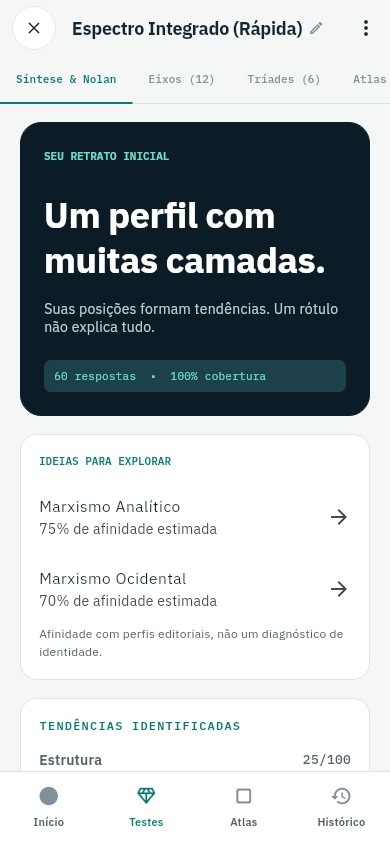 Espectro Integrado (Rápida)
Síntese & Nolan
Eixos (12)
Tríades (6)
Atlas
SEU RETRATO INICIAL
Um perfil com
muitas camadas.
Suas posições formam tendências. Um rótulo
não explica tudo.
60 respostas • 100% cobertura
IDEIAS PARA EXPLORAR
Marxismo Analítico
75% de afinidade estimada
Marxismo Ocidental
70% de afinidade estimada
Afinidade com perfis editoriais, não um diagnóstico de
identidade.
TENDÊNCIAS IDENTIFICADAS
Estrutura 25/100
Início
Testes
Atlas
Histórico